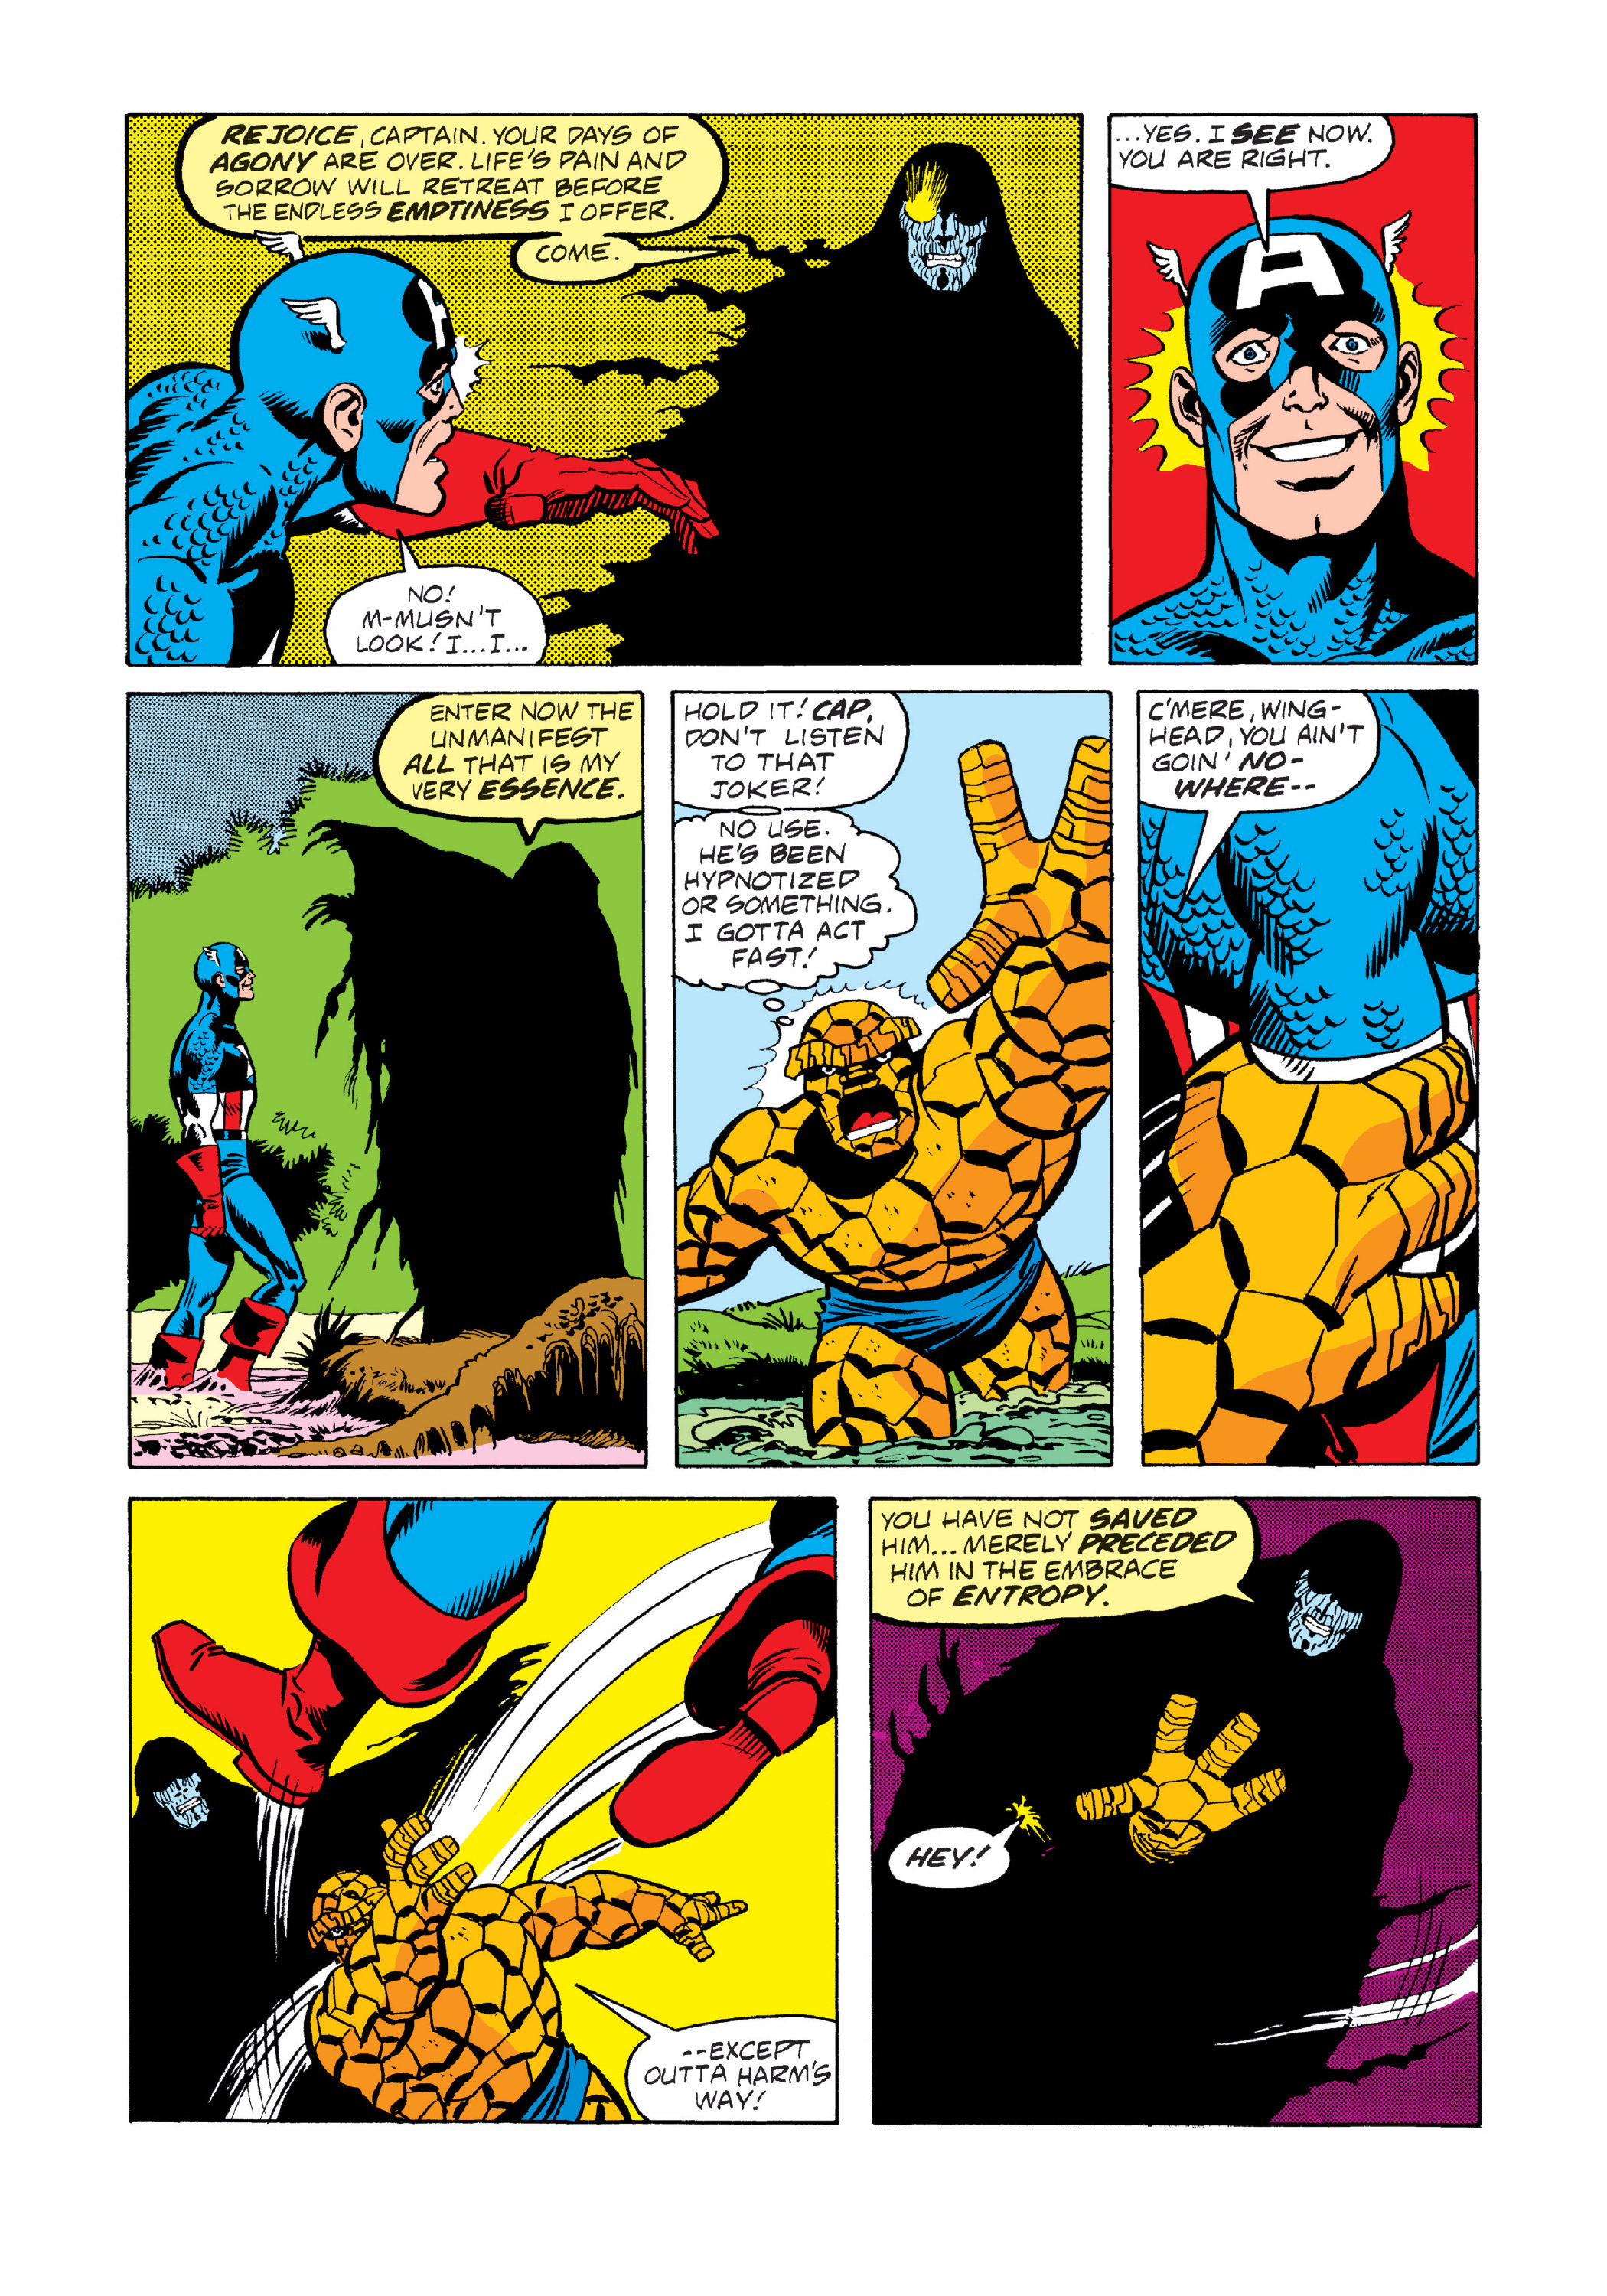 REJOICE, CAPTAIN. YOUR DAYS OF
AGONY ARE OVER. LIFE'S PAIN AND
SORROW WILL RETREAT BEFORE
THE ENDLESS EMPTINESS I OFFER.
COME.
NO!
M-MUSN'T
LOOK! I...I...
...YES. I SEE NOW.
YOU ARE RIGHT.
A
ENTER NOW THE
UNMANIFEST
ALL THAT IS MY
VERY ESSENCE.
HOLD IT! CAP,
DON'T LISTEN
TO THAT
JOKER!
NO USE.
HE'S BEEN
HYPNOTIZED
OR SOMETHING.
I GOTTA ACT
FAST!
C'MERE, WING-
HEAD, YOU AIN'T
GOIN' NO-
WHERE--
--EXCEPT
OUTTA HARM'S
WAY!
YOU HAVE NOT SAVED
HIM... MERELY PRECEDED
HIM IN THE EMBRACE
OF ENTROPY.
HEY!